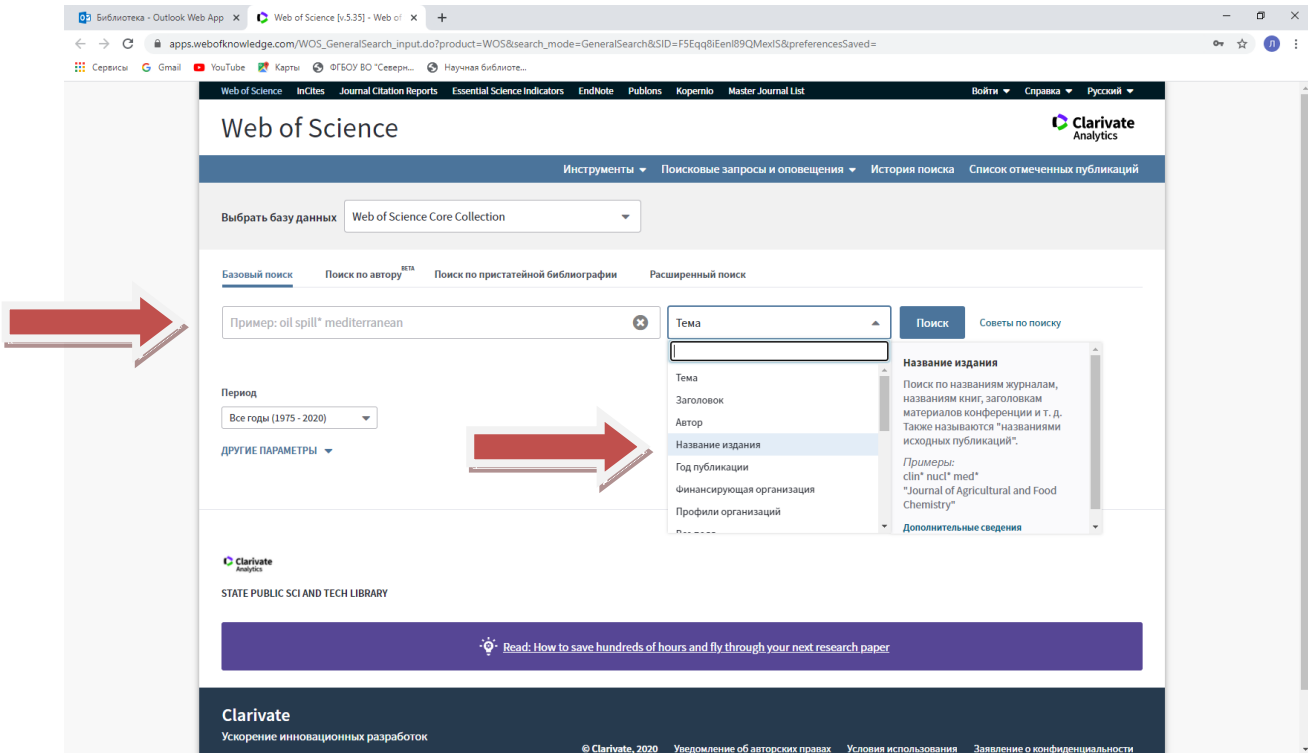 Библиотека - Outlook Web App
Web of Science [v.5.35] - Web of
apps.webofknowledge.com/WOS_GeneralSearch_input.do?product=WOS&search_mode=GeneralSearch&SID=F5Eqq8iEenI89QMexIS&preferencesSaved=
Л
Сервисы Gmail YouTube Карты ФГБОУ ВО "Северн... Научная библиоте...
Web of Science InCites Journal Citation Reports Essential Science Indicators EndNote Publons Kopernio Master Journal List Войти Справка Русский
Web of Science
Clarivate
Analytics
Инструменты Поисковые запросы и оповещения История поиска Список отмеченных публикаций
Выбрать базу данных Web of Science Core Collection
Базовый поиск Поиск по автору BETA Поиск по пристатейной библиографии Расширенный поиск
Пример: oil spill* mediterranean Тема Поиск Советы по поиску
Тема
Заголовок
Автор
Название издания
Год публикации
Финансирующая организация
Профили организаций
Название издания
Поиск по названиям журналам,
названиям книг, заголовкам
материалов конференции и т. д.
Также называются "названиями
исходных публикаций".
Примеры:
clin* nucl* med*
"Journal of Agricultural and Food
Chemistry"
Дополнительные сведения
Период
Все годы (1975 - 2020)
ДРУГИЕ ПАРАМЕТРЫ
Clarivate
Analytics
STATE PUBLIC SCI AND TECH LIBRARY
Read: How to save hundreds of hours and fly through your next research paper
Clarivate
Ускорение инновационных разработок
© Clarivate, 2020 Уведомление об авторских правах Условия использования Заявление о конфиденциальности